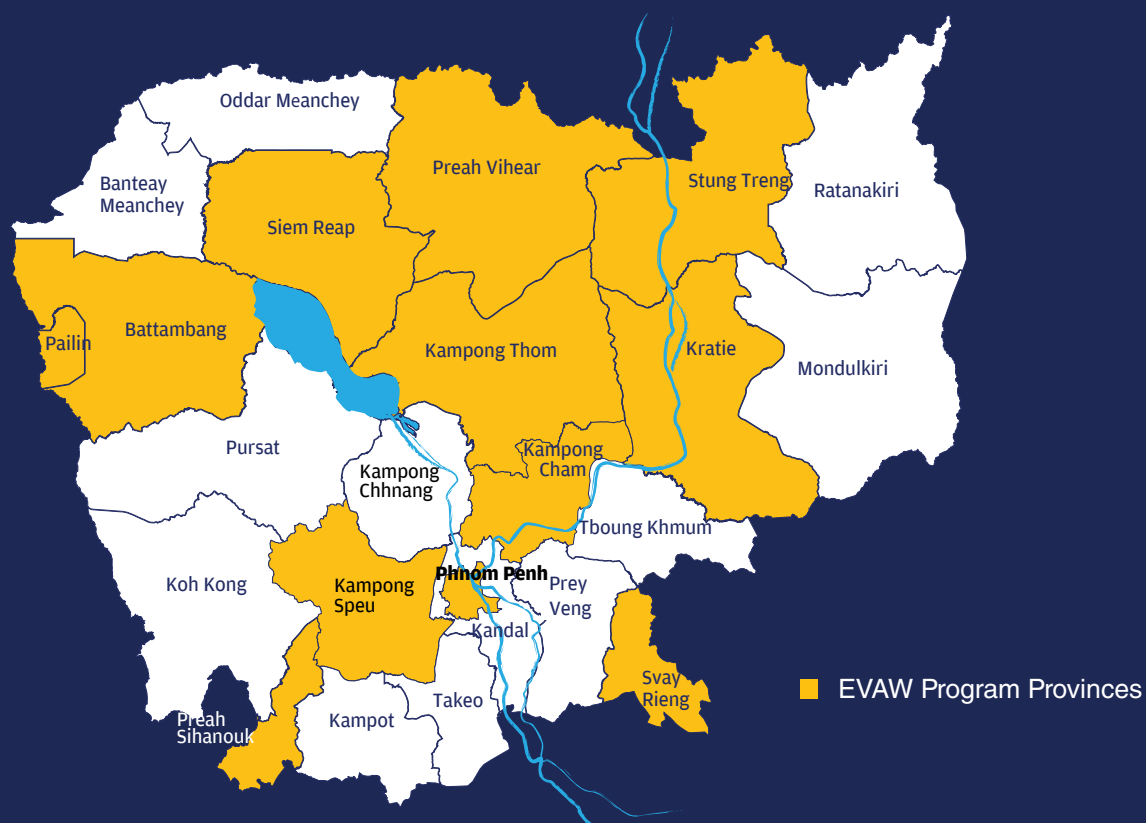 Oddar Meanchey
Preah Vihear
Stung Treng
Banteay
Meanchey
Ratanakiri
Siem Reap
Battambang
Pailin
Kampong Thom
Kratie
Mondulkiri
Pursat
Kampong
Cham
Kampong
Chhnang
Tboung Khmum
Koh Kong
Kampong
Speu
Phnom Penh
Prey
Veng
Kandal
Svay
Rieng
EVAW Program Provinces
Preah
Sihanouk
Kampot
Takeo